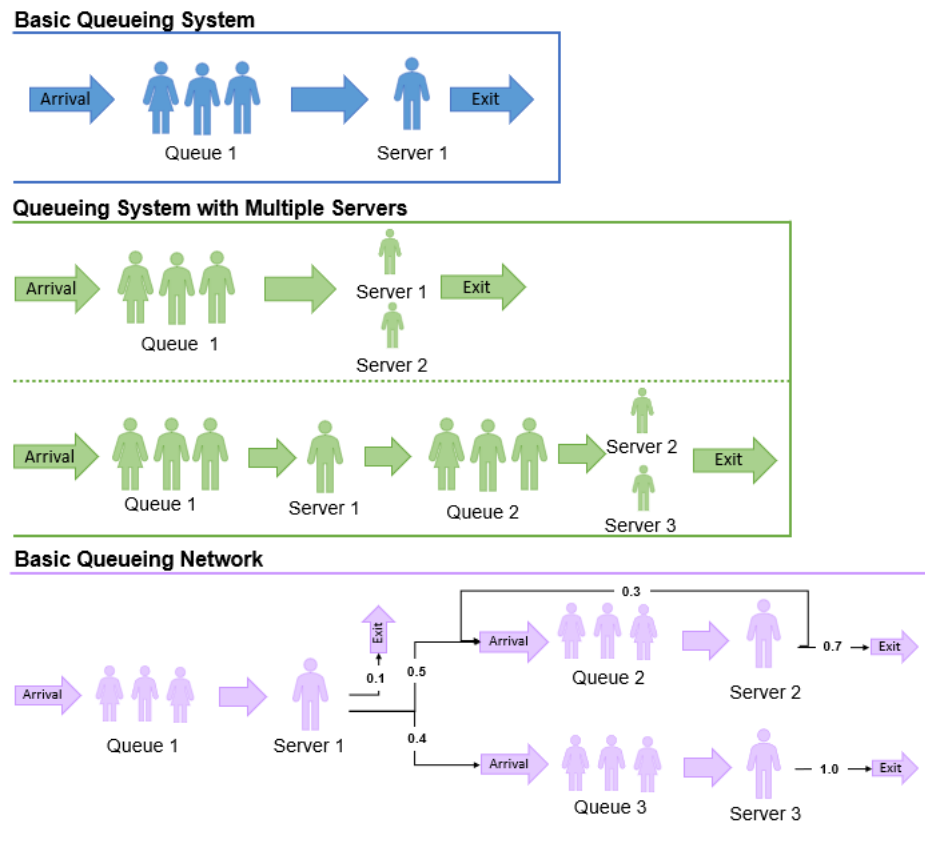 Basic Queueing System
Arrival
Exit
Queue 1
Server 1
Queueing System with Multiple Servers
Arrival
Server 1
Exit
Queue 1
Server 2
Arrival
Server 2
Exit
Queue 1
Server 1
Queue 2
Server 3
Basic Queueing Network
0.3
Exit
Arrival
0.7
Exit
0.1
0.5
Queue 2
Server 2
Arrival
Queue 1
Server 1
0.4
Arrival
1.0
Exit
Queue 3
Server 3